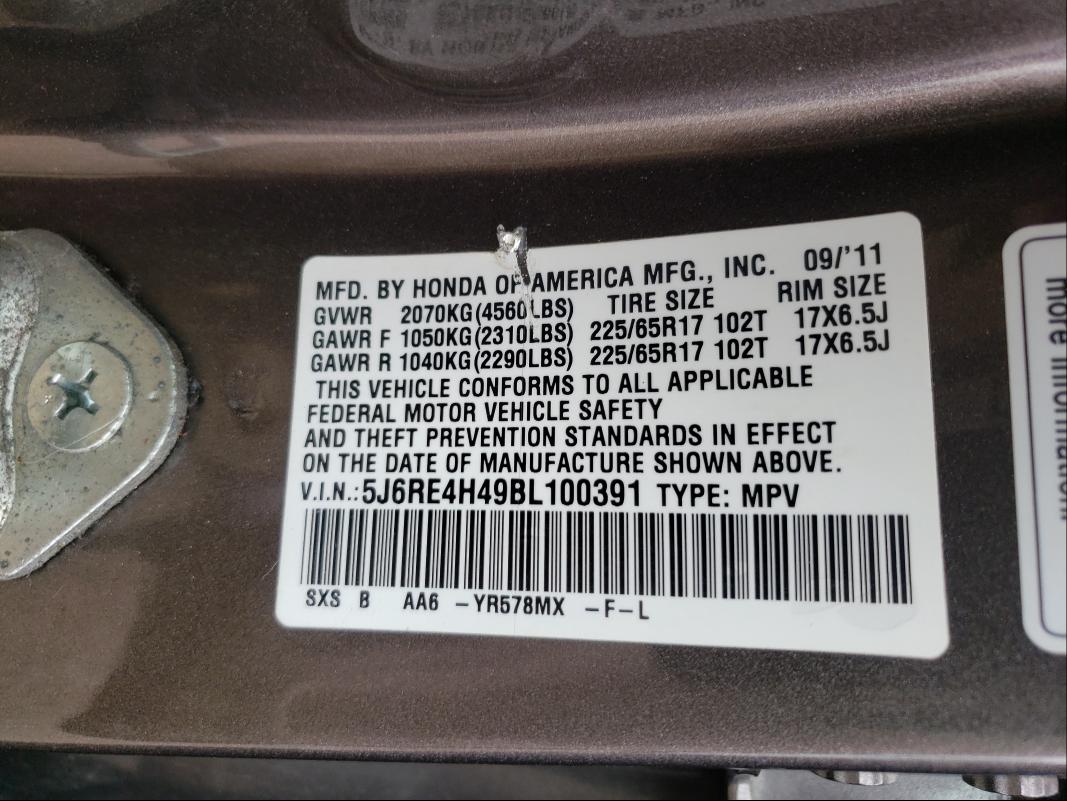 MFD. BY HONDA OF AMERICA MFG., INC. 09/'11
GVWR 2070KG(4560LBS) TIRE SIZE RIM SIZE
GAWR F 1050KG(2310LBS) 225/65R17 102T 17X6.5J
GAWR R 1040KG(2290LBS) 225/65R17 102T 17X6.5J
THIS VEHICLE CONFORMS TO ALL APPLICABLE
FEDERAL MOTOR VEHICLE SAFETY
AND THEFT PREVENTION STANDARDS IN EFFECT
ON THE DATE OF MANUFACTURE SHOWN ABOVE.
V.I.N.: 5J6RE4H49BL100391 TYPE: MPV
SXS B AA6 -YR578MX -F-L
more information.